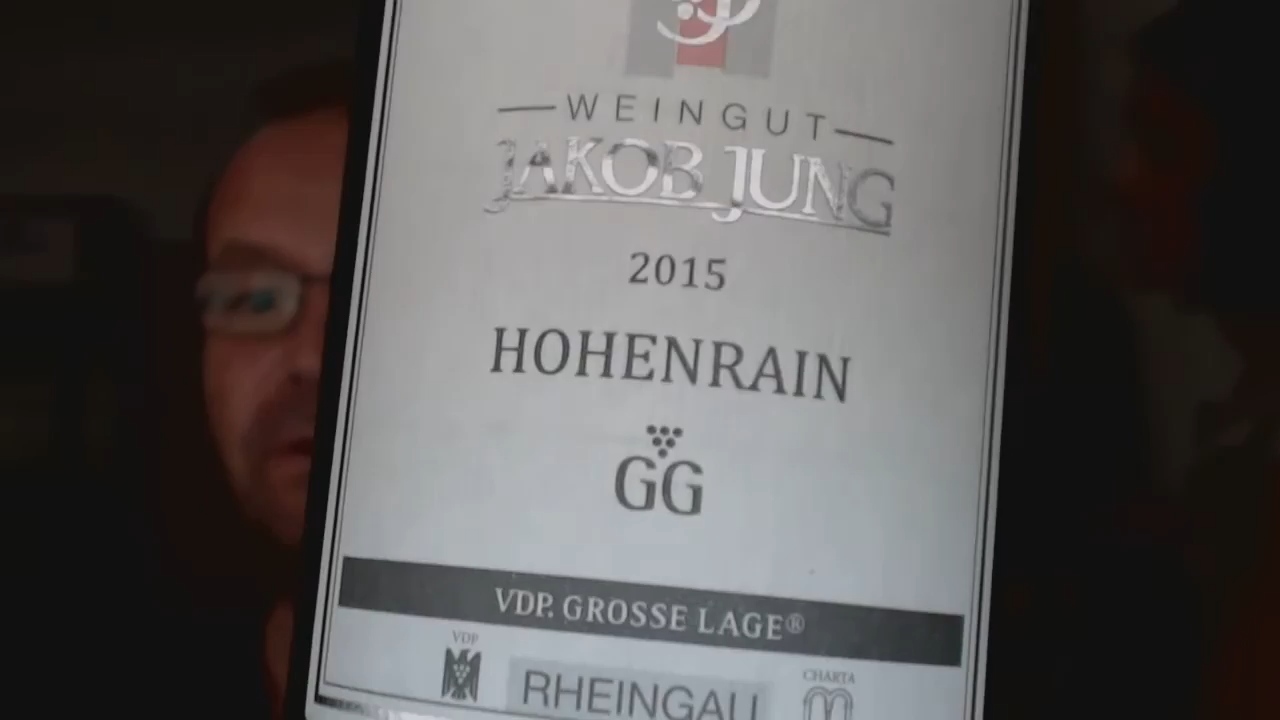 WEINGUT
JAKOB JUNG
2015
HOHENRAIN
GG
VDP. GROSSE LAGE®
VDP
RHEINGAU
CHARTA